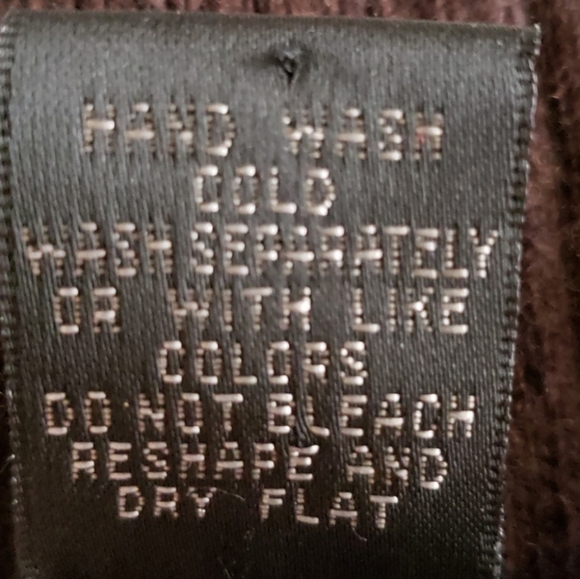 HAND WASH
COLD
WASH SEPARATELY
OR WITH LIKE
COLORS
DO NOT BLEACH
RESHAPE AND
DRY FLAT